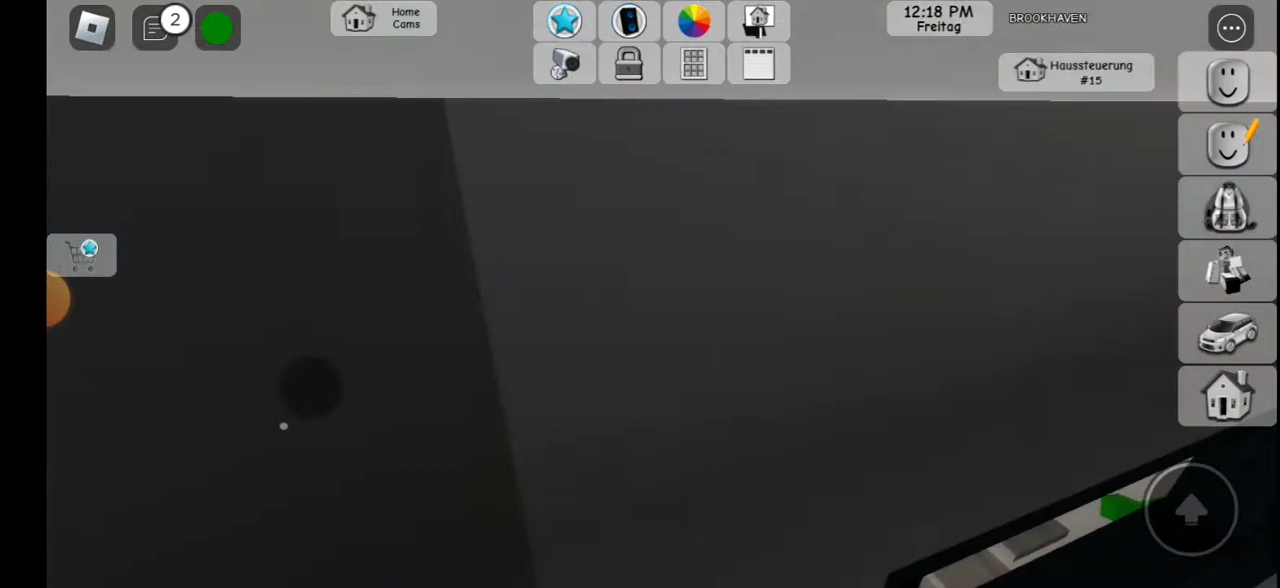 2
Home
Cams
12:18 PM
Freitag
BROOKHAVEN
Haussteuerung
#15